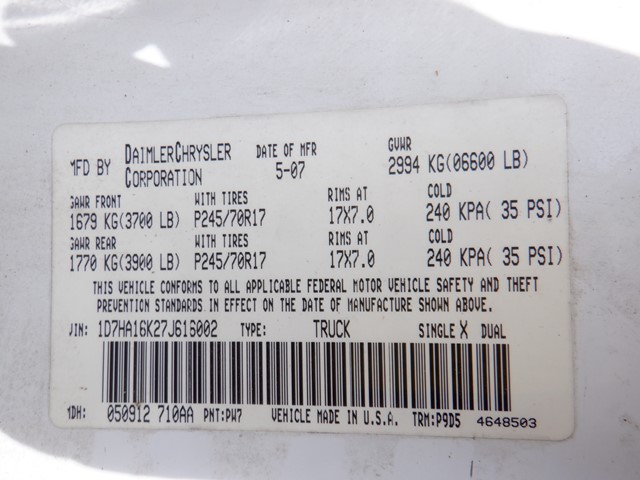 MFD BY DAIMLERCHRYSLER CORPORATION DATE OF MFR 5-07 GVWR 2994 KG(06600 LB)
GAWR FRONT WITH TIRES RIMS AT COLD
1679 KG(3700 LB) P245/70R17 17X7.0 240 KPA( 35 PSI)
GAWR REAR WITH TIRES RIMS AT COLD
1770 KG(3900 LB) P245/70R17 17X7.0 240 KPA( 35 PSI)
THIS VEHICLE CONFORMS TO ALL APPLICABLE FEDERAL MOTOR VEHICLE SAFETY AND THEFT
PREVENTION STANDARDS IN EFFECT ON THE DATE OF MANUFACTURE SHOWN ABOVE.
VIN: 1D7HA16K27J616002 TYPE: TRUCK SINGLE X DUAL
MDH: 050912 710AA PNT:PW7 VEHICLE MADE IN U.S.A. TRM:P9D5 4648503